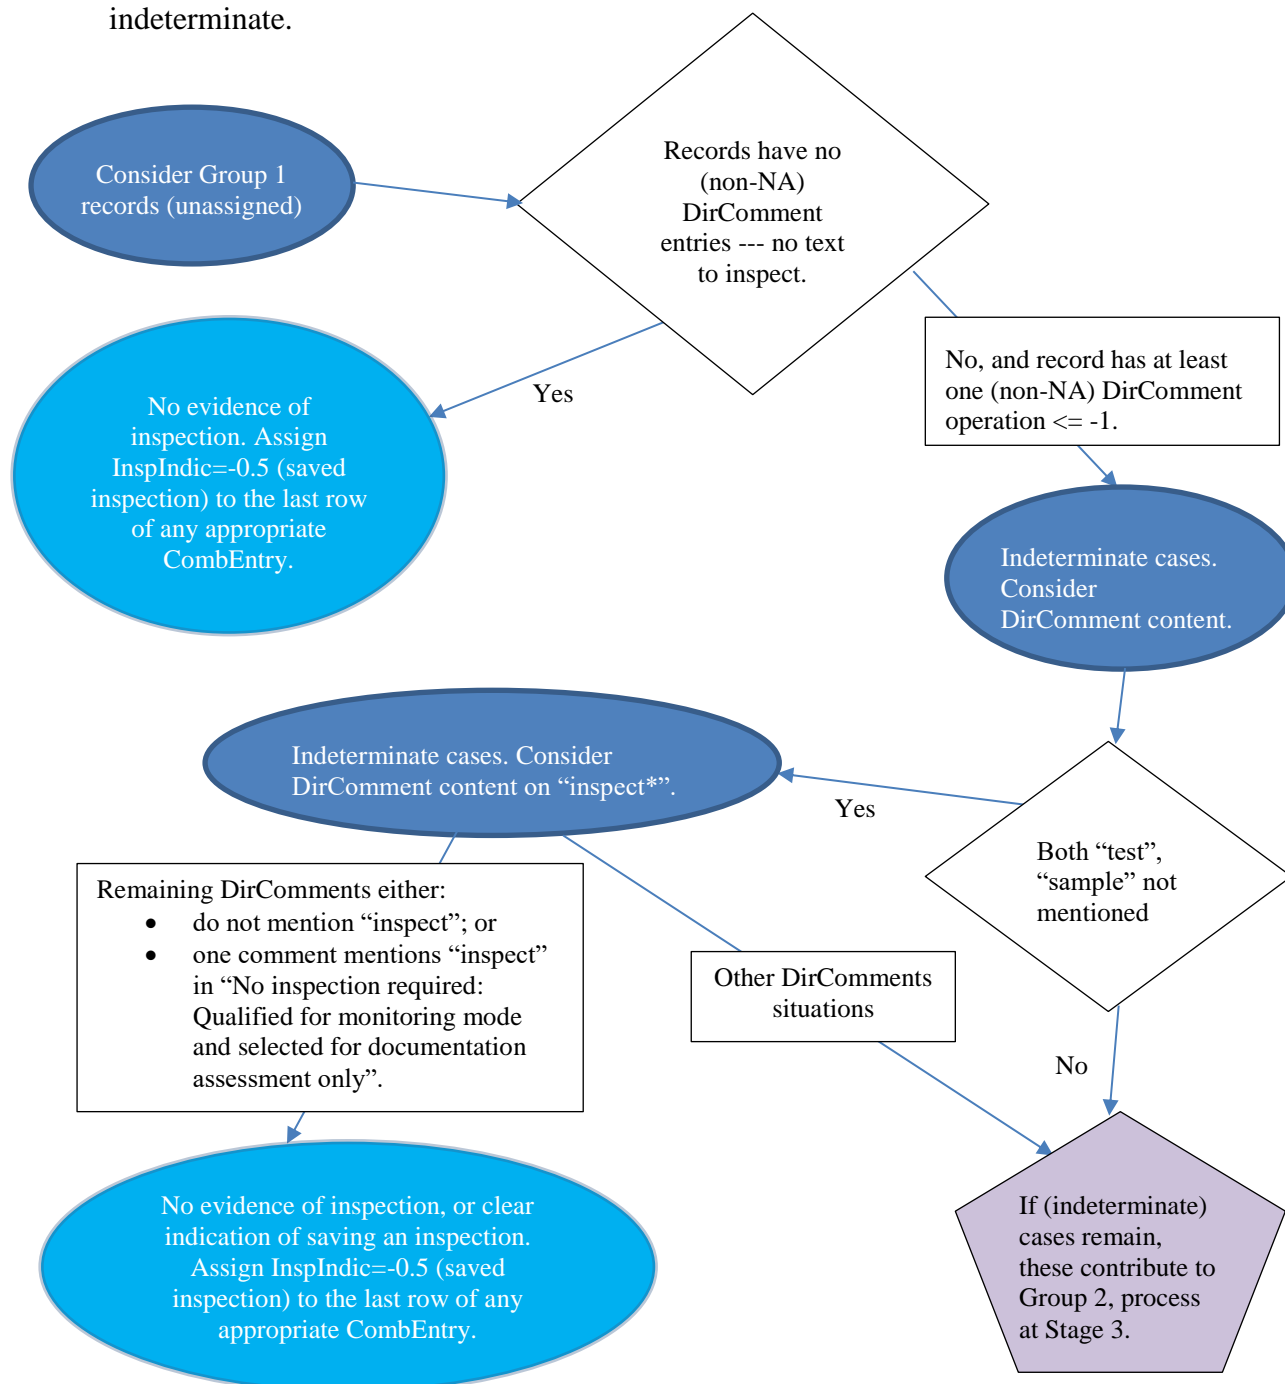 indeterminate.
Consider Group 1
records (unassigned)
Records have no
(non-NA)
DirComment
entries --- no text
to inspect.
No, and record has at least
one (non-NA) DirComment
operation <= -1.
Yes
No evidence of
inspection. Assign
InspIndic=-0.5 (saved
inspection) to the last row
of any appropriate
CombEntry.
Indeterminate cases.
Consider
DirComment content.
Indeterminate cases. Consider
DirComment content on “inspect*”.
Yes
Both “test”,
“sample” not
mentioned
Remaining DirComments either:
• do not mention “inspect”; or
• one comment mentions “inspect”
in “No inspection required:
Qualified for monitoring mode
and selected for documentation
assessment only”.
Other DirComments
situations
No
No evidence of inspection, or clear
indication of saving an inspection.
Assign InspIndic=-0.5 (saved
inspection) to the last row of any
appropriate CombEntry.
If (indeterminate)
cases remain,
these contribute to
Group 2, process
at Stage 3.